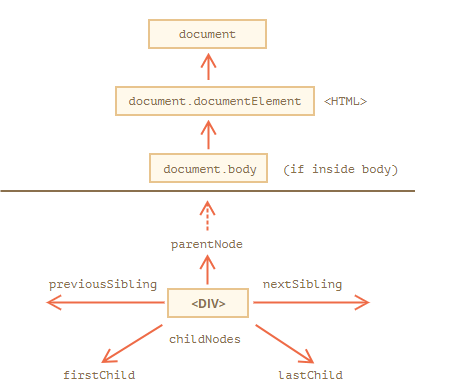 document
document.documentElement <HTML>
document.body (if inside body)
parentNode
previousSibling nextSibling
<DIV>
childNodes
firstChild lastChild